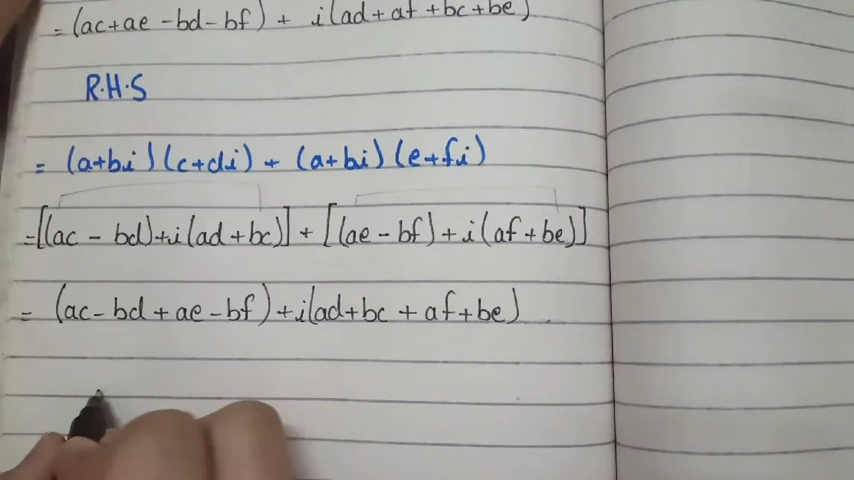 = (ac+ae -bd-bf) + i(ad+af +bc+be)
R.H.S
= (a+bi)(c+di) + (a+bi)(e+fi)
=[(ac - bd)+i(ad+bc)] + [(ae-bf)+i(af+be)]
= (ac-bd+ae-bf)+i(ad+bc + af+be)